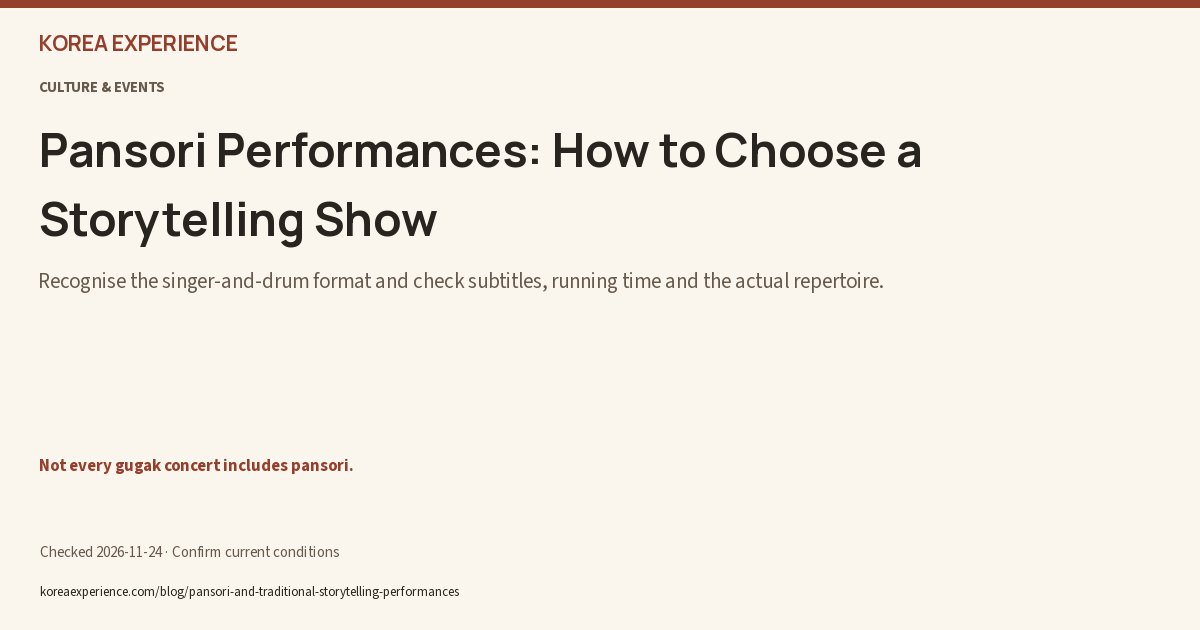 KOREA EXPERIENCE
CULTURE & EVENTS
Pansori Performances: How to Choose a
Storytelling Show
Recognise the singer-and-drum format and check subtitles, running time and the actual repertoire.
Not every gugak concert includes pansori.
Checked 2026-11-24 · Confirm current conditions
koreaexperience.com/blog/pansori-and-traditional-storytelling-performances